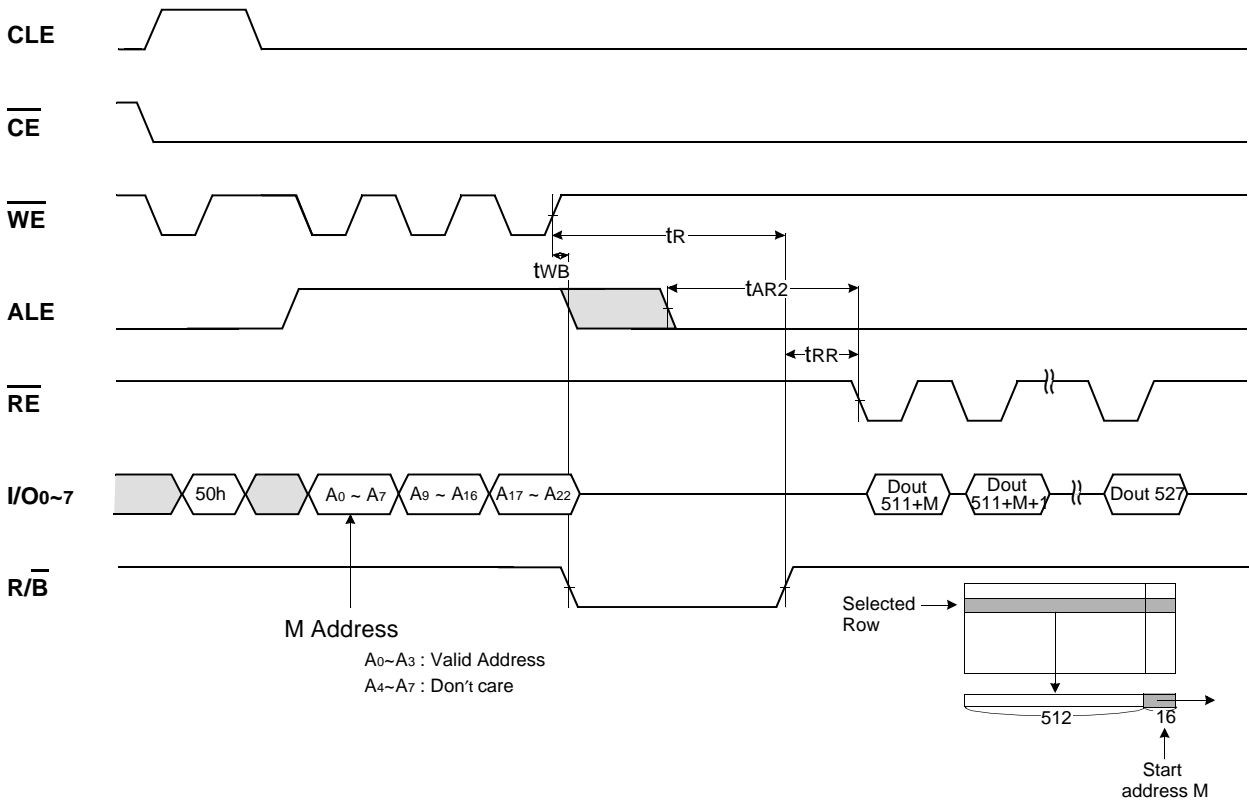 CLE
CE
WE
tR
tWB
ALE
tAR2
tRR
RE
I/O0~7
50h
A0 ~ A7
A9 ~ A16
A17 ~ A22
Dout
511+M
Dout
511+M+1
Dout 527
R/B
M Address
A0~A3 : Valid Address
A4~A7 : Don't care
Selected
Row
512
16
Start
address M